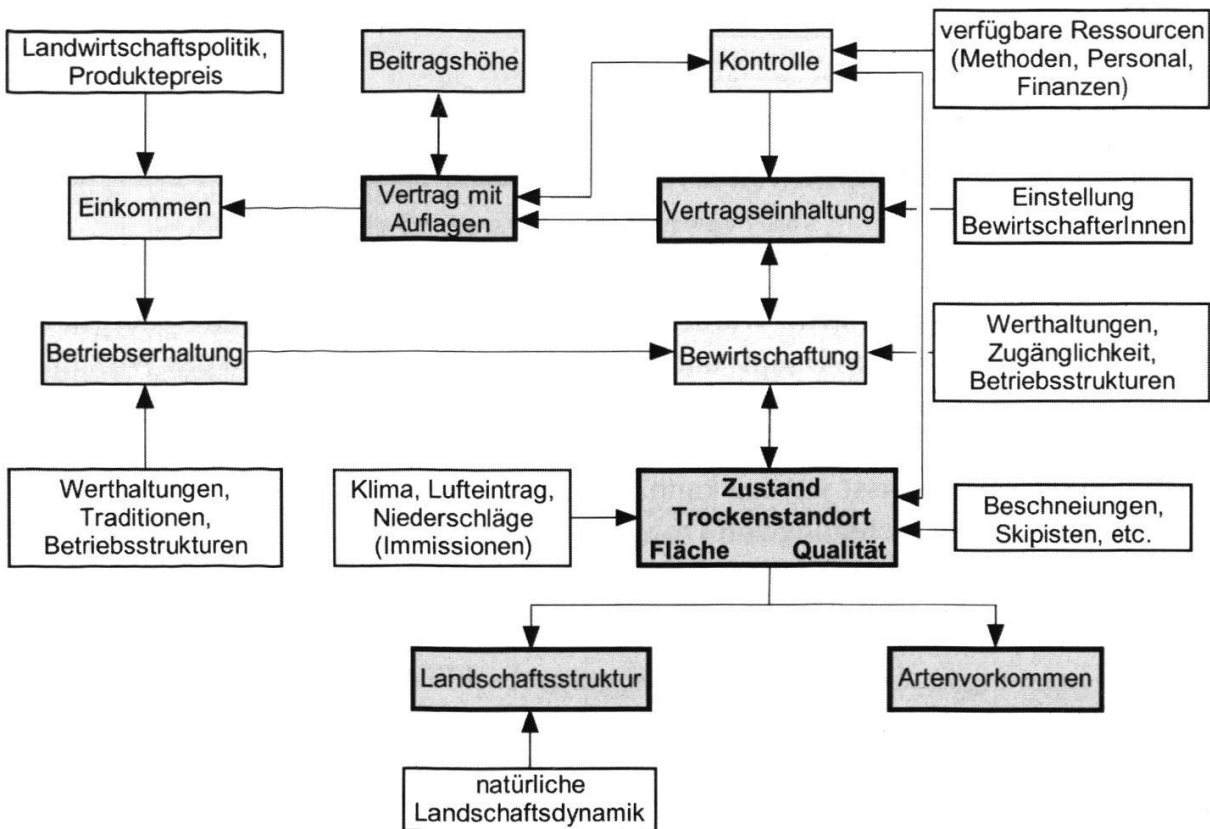 Landwirtschaftspolitik,
Produktepreis
Beitragshöhe
Kontrolle
verfügbare Ressourcen
(Methoden, Personal,
Finanzen)
Einkommen
Vertrag mit
Auflagen
Vertragseinhaltung
Einstellung
BewirtschafterInnen
Betriebserhaltung
Bewirtschaftung
Werthaltungen,
Zugänglichkeit,
Betriebsstrukturen
Werthaltungen,
Traditionen,
Betriebsstrukturen
Klima, Lufteintrag,
Niederschläge
(Immissionen)
Zustand
Trockenstandort
Fläche Qualität
Beschneiungen,
Skipisten, etc.
Landschaftsstruktur
Artenvorkommen
natürliche
Landschaftsdynamik